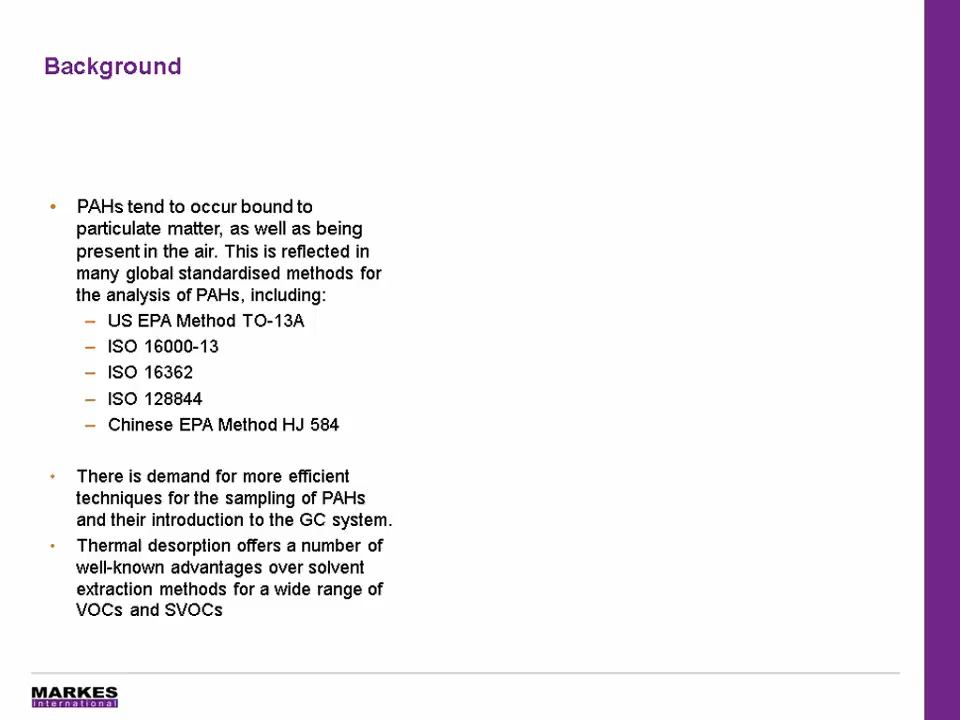 Background
• PAHs tend to occur bound to
particulate matter, as well as being
present in the air. This is reflected in
many global standardised methods for
the analysis of PAHs, including:
– US EPA Method TO-13A
– ISO 16000-13
– ISO 16362
– ISO 128844
– Chinese EPA Method HJ 584
• There is demand for more efficient
techniques for the sampling of PAHs
and their introduction to the GC system.
• Thermal desorption offers a number of
well-known advantages over solvent
extraction methods for a wide range of
VOCs and SVOCs
MARKES
international